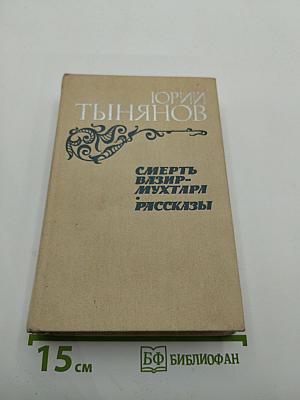 ЮРИЙ
ТЫНЯНОВ
СМЕРТЬ
ВАЗИР-
МУХТАРА
•
РАССКАЗЫ
15 см
БФ БИБЛИОФАН